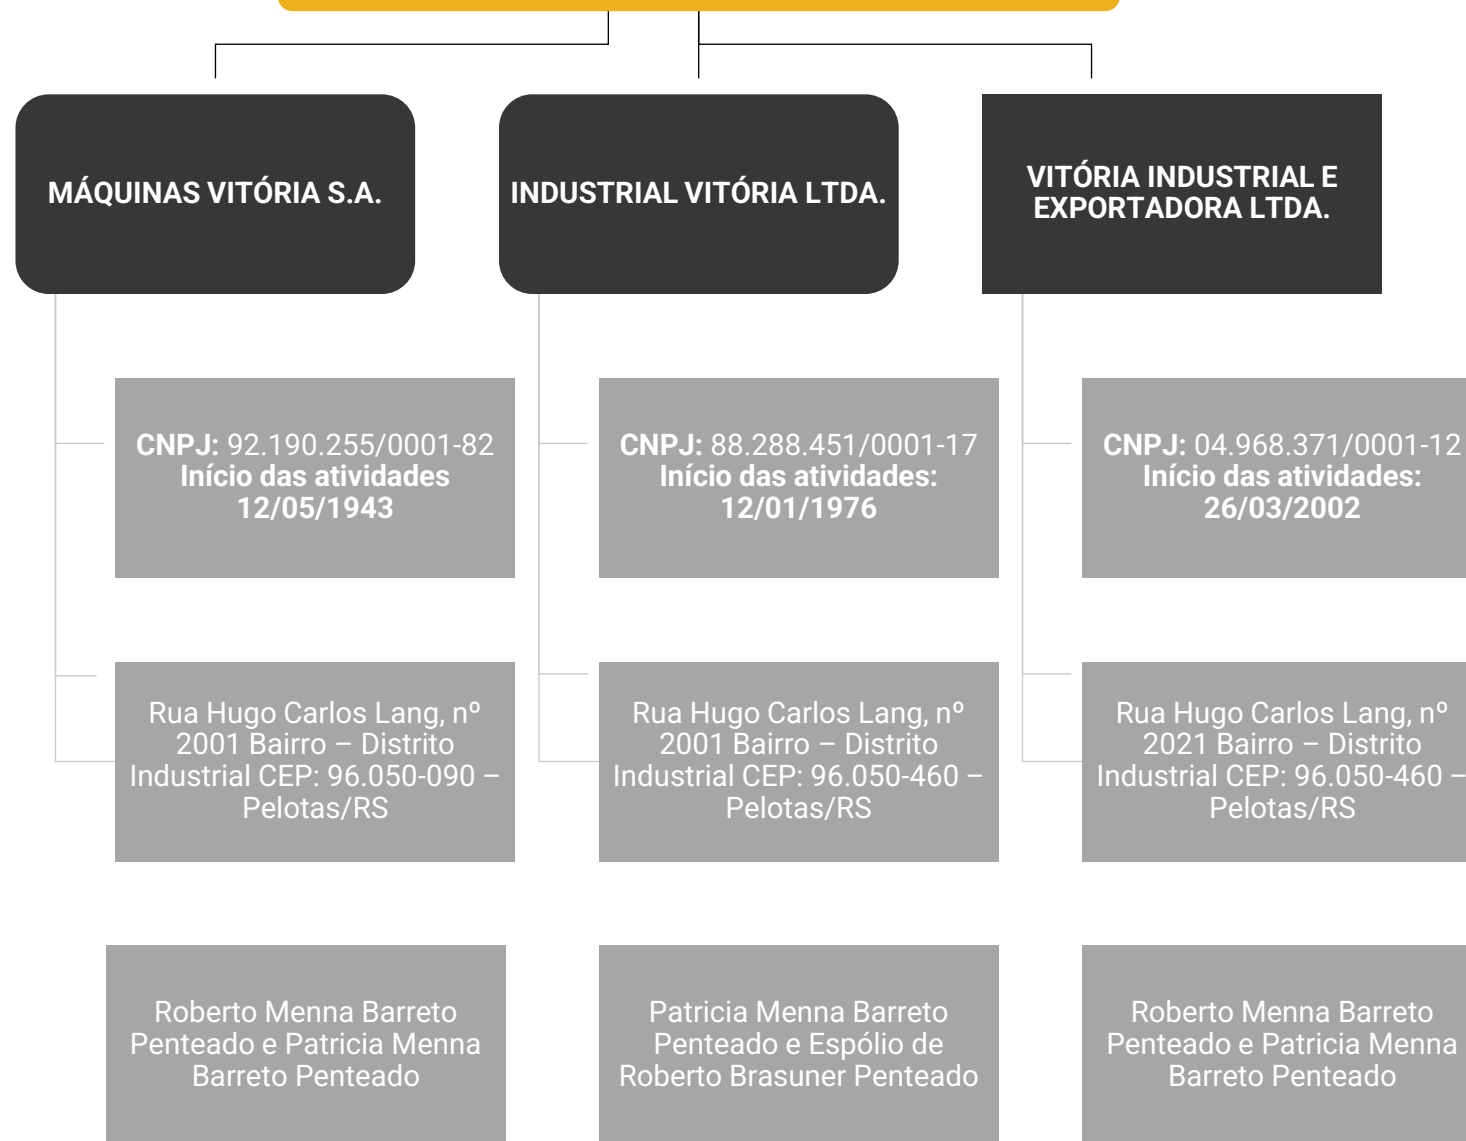 MÁQUINAS VITÓRIA S.A.
INDUSTRIAL VITÓRIA LTDA.
VITÓRIA INDUSTRIAL E
EXPORTADORA LTDA.
CNPJ: 92.190.255/0001-82
Início das atividades
12/05/1943
CNPJ: 88.288.451/0001-17
Início das atividades:
12/01/1976
CNPJ: 04.968.371/0001-12
Início das atividades:
26/03/2002
Rua Hugo Carlos Lang, nº
2001 Bairro – Distrito
Industrial CEP: 96.050-090 –
Pelotas/RS
Rua Hugo Carlos Lang, nº
2001 Bairro – Distrito
Industrial CEP: 96.050-460 –
Pelotas/RS
Rua Hugo Carlos Lang, nº
2021 Bairro – Distrito
Industrial CEP: 96.050-460 –
Pelotas/RS
Roberto Menna Barreto
Penteado e Patricia Menna
Barreto Penteado
Patricia Menna Barreto
Penteado e Espólio de
Roberto Brasuner Penteado
Roberto Menna Barreto
Penteado e Patricia Menna
Barreto Penteado